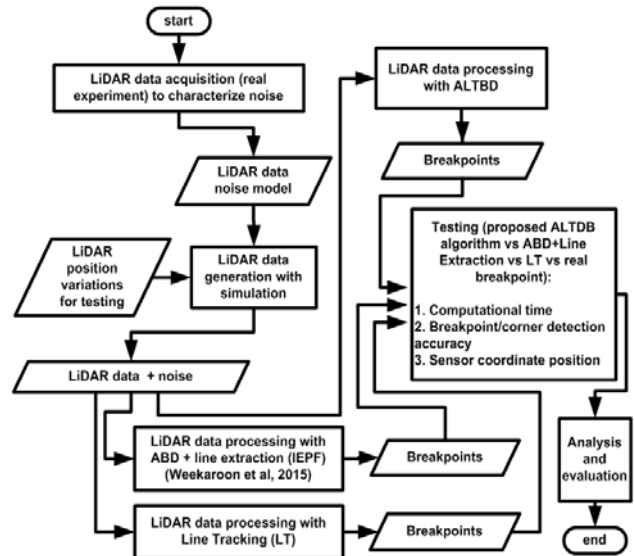 start
LiDAR data acquisition (real
experiment) to characterize noise
LiDAR data
noise model
LiDAR
position
variations
for testing
LiDAR data
generation with
simulation
LiDAR data + noise
LiDAR data processing with
ABD + line extraction (IEPF)
(Weekaroon et al, 2015)
Breakpoints
LiDAR data processing with
Line Tracking (LT)
Breakpoints
LiDAR data processing
with ALTBD
Breakpoints
Testing (proposed ALTDB
algorithm vs ABD+Line
Extraction vs LT vs real
breakpoint):
1. Computational time
2. Breakpoint/corner detection
accuracy
3. Sensor coordinate position
Analysis
and
evaluation
end